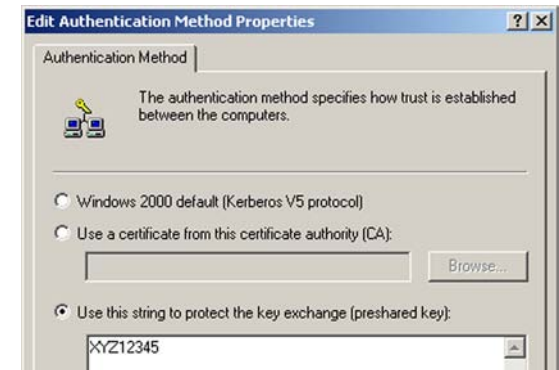 Edit Authentication Method Properties
Authentication Method
The authentication method specifies how trust is established
between the computers.
Windows 2000 default (Kerberos V5 protocol)
Use a certificate from this certificate authority (CA):
Browse...
Use this string to protect the key exchange (preshared key):
XYZ12345